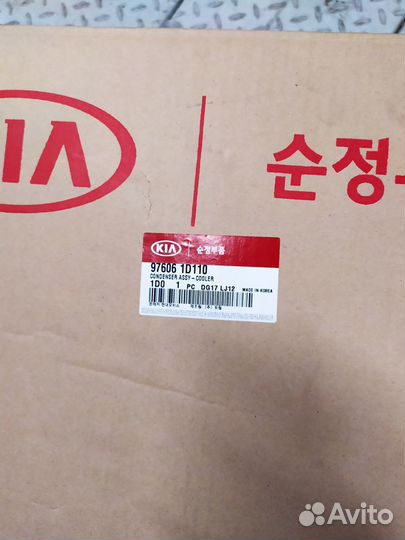 KIA
순정부
KIA 순정부품
97606 1D110
CONDENSER ASSY-COOLER
1D0 1 PC DG17 LJ12 MADE IN KOREA
Avito